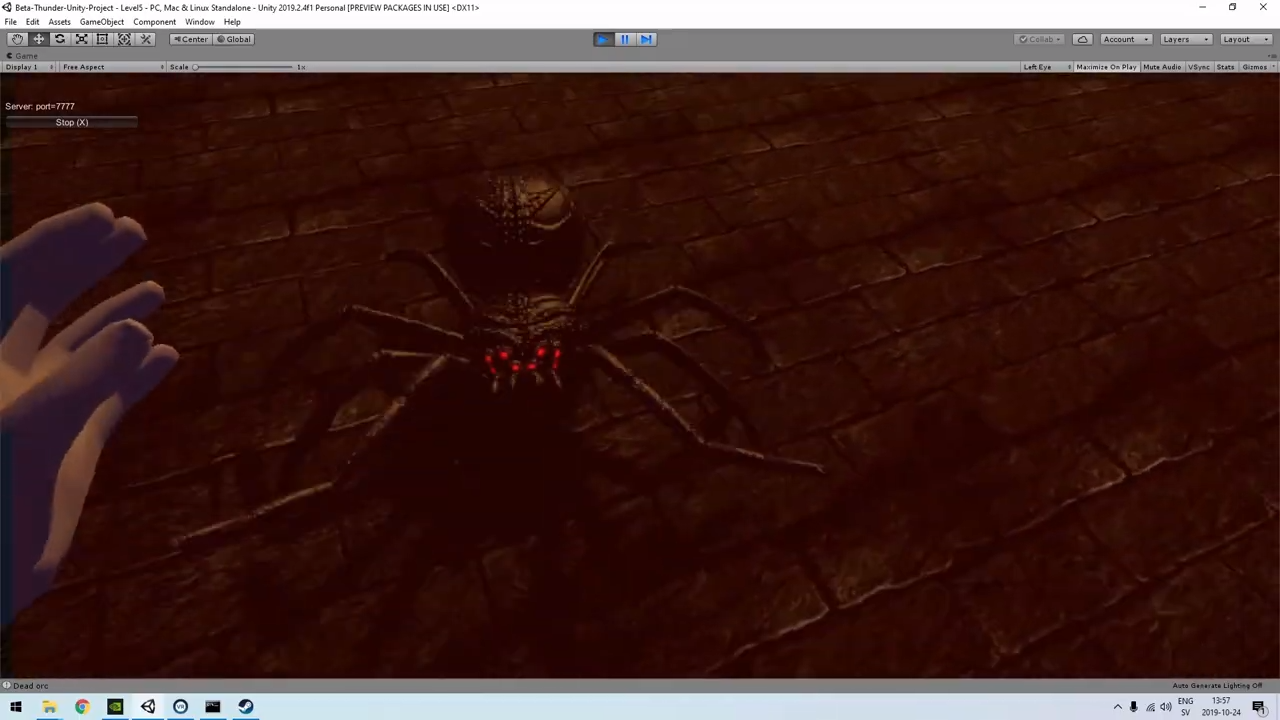 Beta-Thunder-Unity-Project - Level5 - PC, Mac & Linux Standalone - Unity 2019.2.4f1 Personal [PREVIEW PACKAGES IN USE] <DX11>
File Edit Assets GameObject Component Window Help
Center Global Collab Account Layers Layout
Game
Display 1 Free Aspect Scale 1x Left Eye Maximize On Play Mute Audio VSync Stats Gizmos
Server: port=7777
Stop (X)
Dead orc Auto Generate Lighting Off
ENG 13:57
SV 2019-10-24